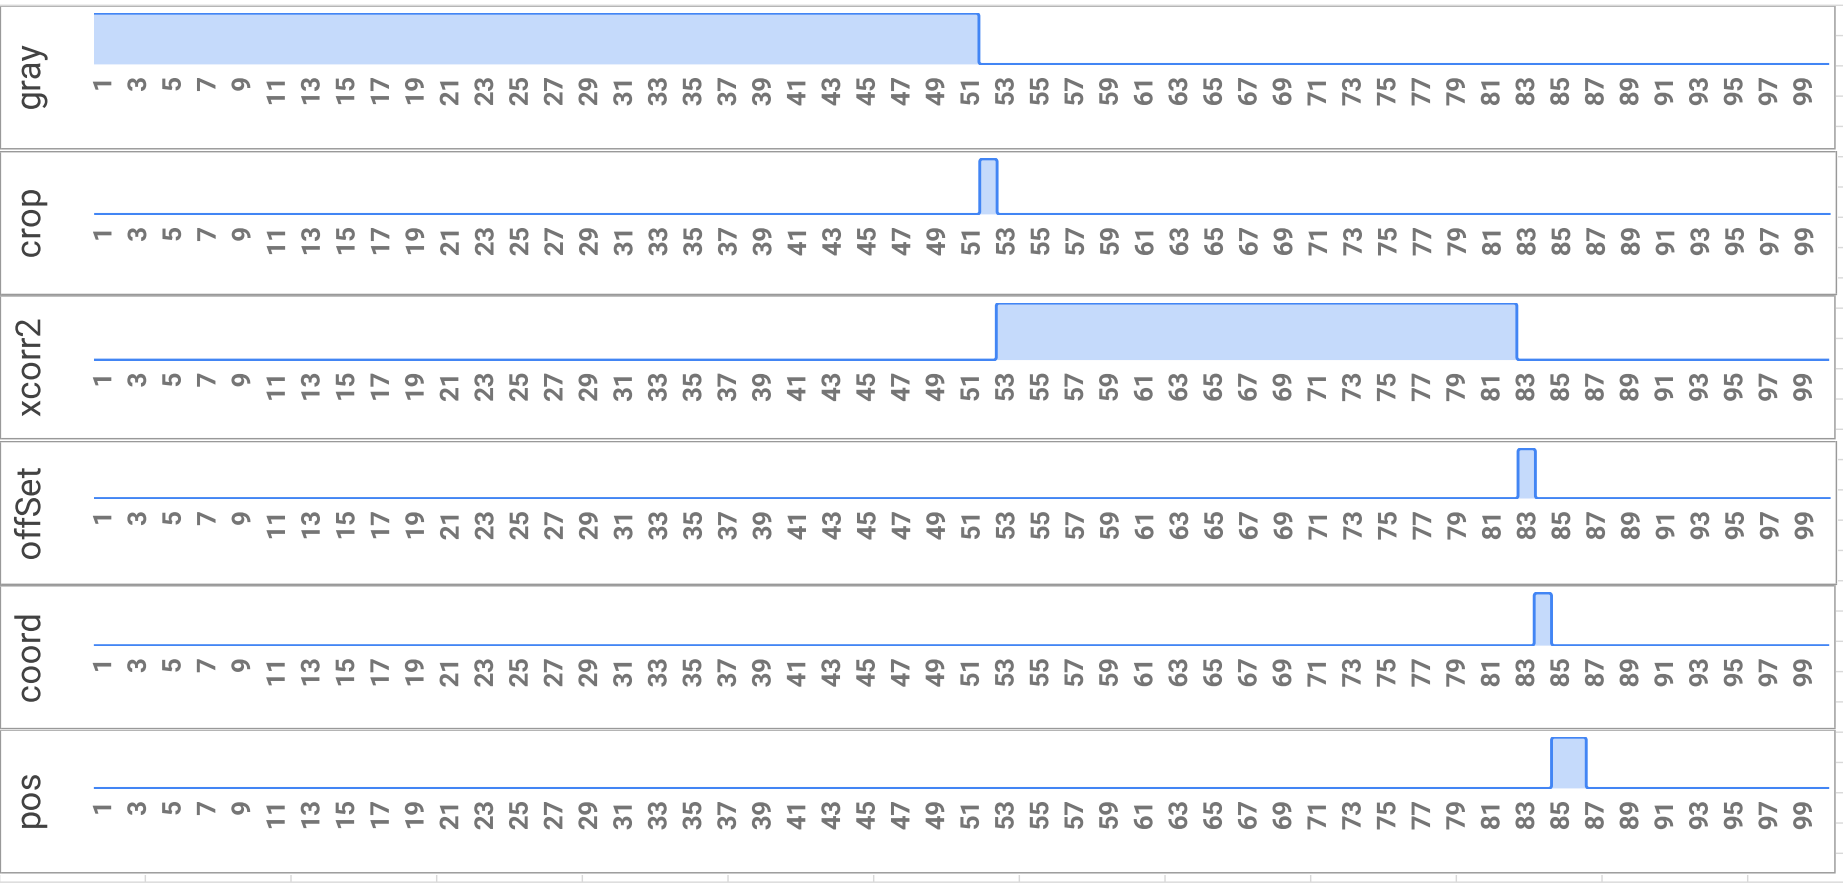 gray
1 3 5 7 9 11 13 15 17 19 21 23 25 27 29 31 33 35 37 39 41 43 45 47 49 51 53 55 57 59 61 63 65 67 69 71 73 75 77 79 81 83 85 87 89 91 93 95 97 99
crop
1 3 5 7 9 11 13 15 17 19 21 23 25 27 29 31 33 35 37 39 41 43 45 47 49 51 53 55 57 59 61 63 65 67 69 71 73 75 77 79 81 83 85 87 89 91 93 95 97 99
xcorr2
1 3 5 7 9 11 13 15 17 19 21 23 25 27 29 31 33 35 37 39 41 43 45 47 49 51 53 55 57 59 61 63 65 67 69 71 73 75 77 79 81 83 85 87 89 91 93 95 97 99
offSet
1 3 5 7 9 11 13 15 17 19 21 23 25 27 29 31 33 35 37 39 41 43 45 47 49 51 53 55 57 59 61 63 65 67 69 71 73 75 77 79 81 83 85 87 89 91 93 95 97 99
coord
1 3 5 7 9 11 13 15 17 19 21 23 25 27 29 31 33 35 37 39 41 43 45 47 49 51 53 55 57 59 61 63 65 67 69 71 73 75 77 79 81 83 85 87 89 91 93 95 97 99
pos
1 3 5 7 9 11 13 15 17 19 21 23 25 27 29 31 33 35 37 39 41 43 45 47 49 51 53 55 57 59 61 63 65 67 69 71 73 75 77 79 81 83 85 87 89 91 93 95 97 99